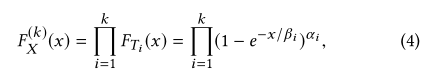 F_X^{(k)}(x) = \prod_{i=1}^{k} F_{T_i}(x) = \prod_{i=1}^{k} (1 - e^{-x/\beta_i})^{\alpha_i}, (4)